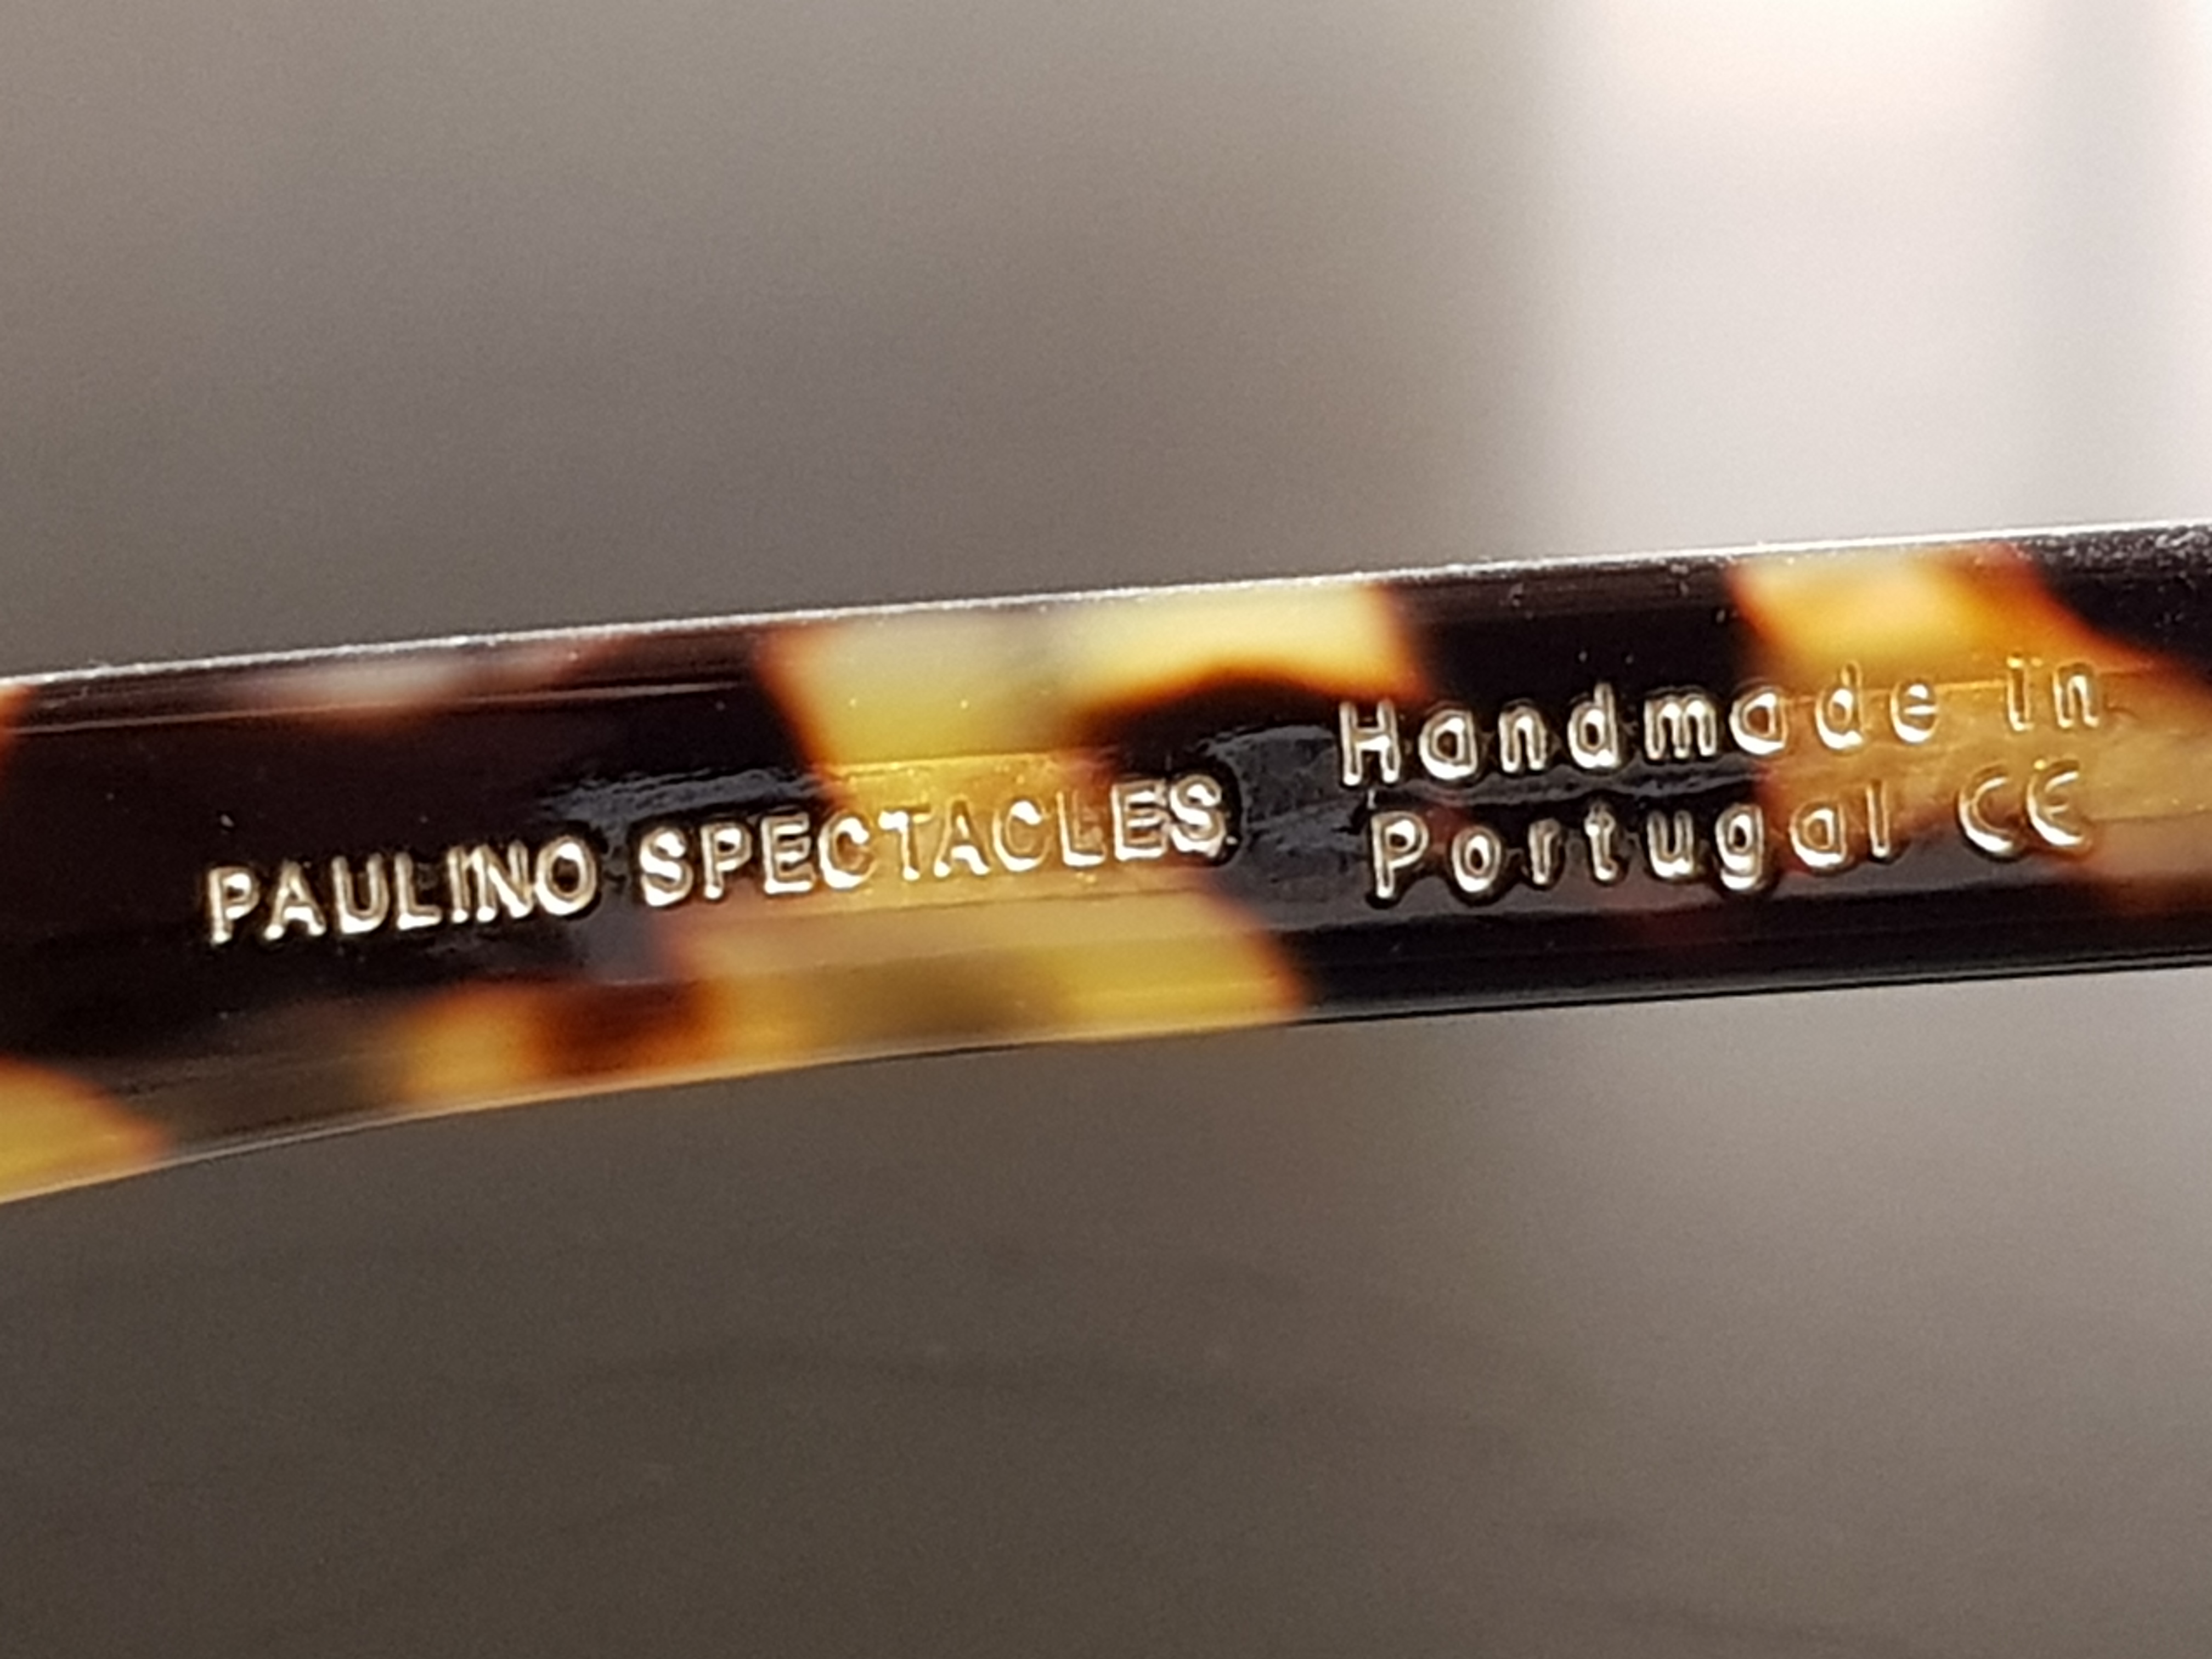 PAULINO SPECTACLES
Handmade in
Portugal CE